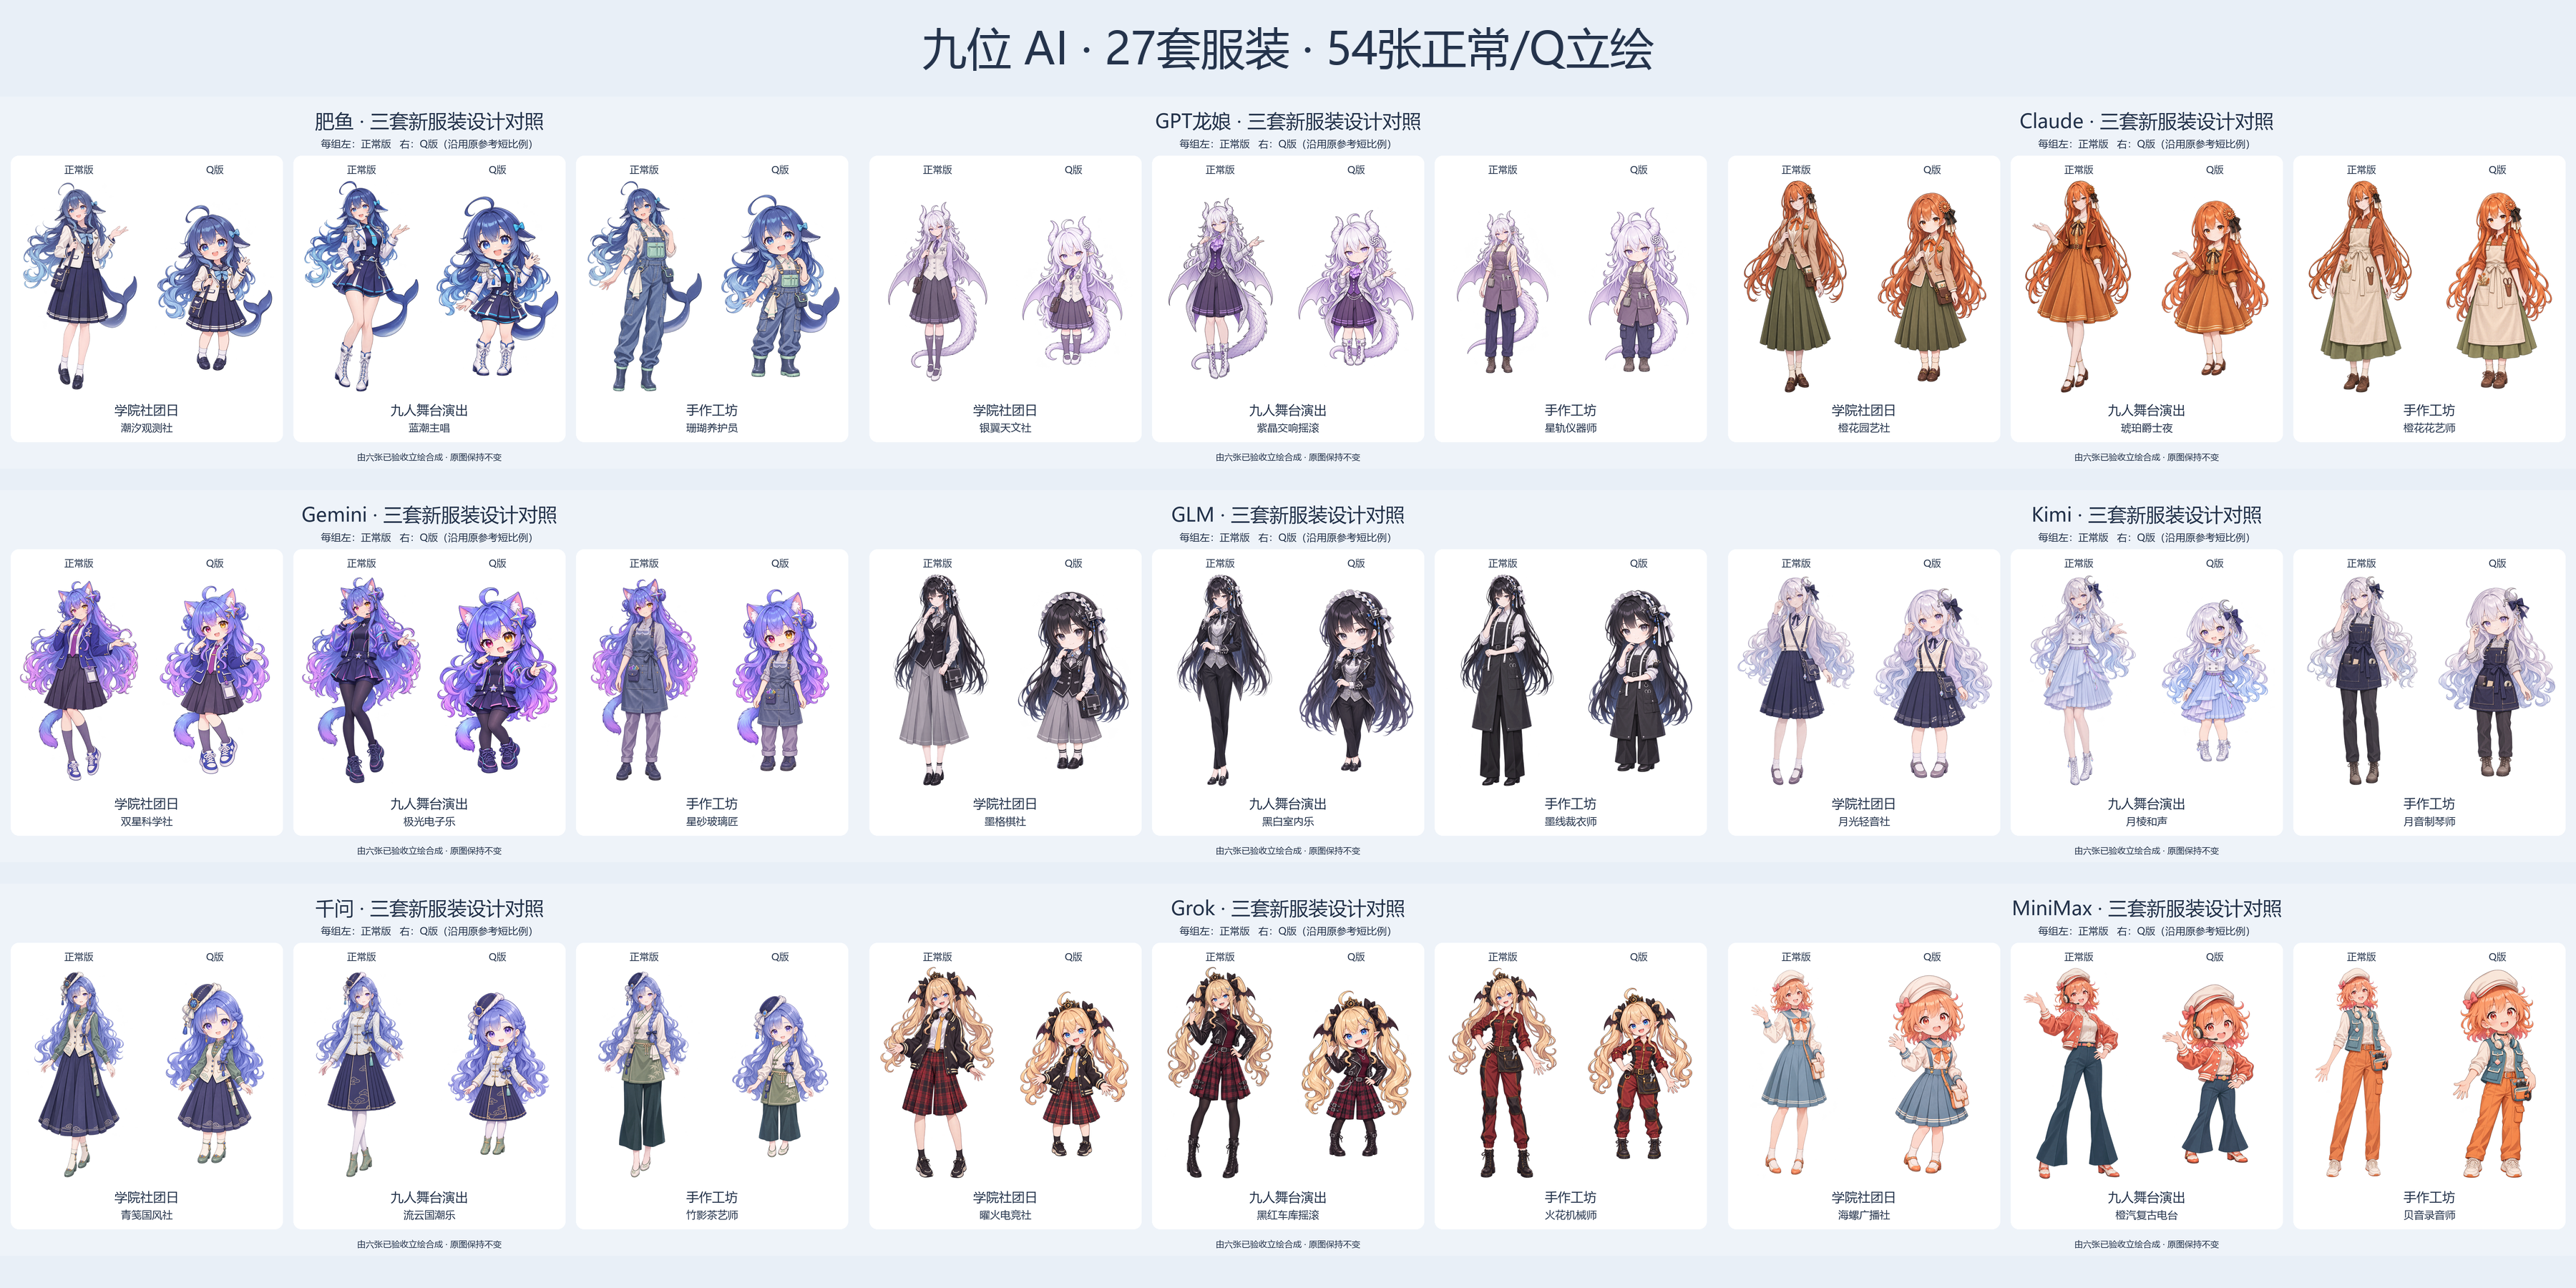 九位 AI · 27套服装 · 54张正常/Q立绘
肥鱼 · 三套新服装设计对照
每组左：正常版 右：Q版（沿用原参考短比例）
正常版 Q版
正常版 Q版
正常版 Q版
学院社团日
潮汐观测社
九人舞台演出
蓝潮主唱
手作工坊
珊瑚养护员
由六张已验收立绘合成 · 原图保持不变
GPT龙娘 · 三套新服装设计对照
每组左：正常版 右：Q版（沿用原参考短比例）
正常版 Q版
正常版 Q版
正常版 Q版
学院社团日
银翼天文社
九人舞台演出
紫晶交响摇滚
手作工坊
星轨仪器师
由六张已验收立绘合成 · 原图保持不变
Claude · 三套新服装设计对照
每组左：正常版 右：Q版（沿用原参考短比例）
正常版 Q版
正常版 Q版
正常版 Q版
学院社团日
橙花园艺社
九人舞台演出
琥珀爵士夜
手作工坊
橙花花艺师
由六张已验收立绘合成 · 原图保持不变
Gemini · 三套新服装设计对照
每组左：正常版 右：Q版（沿用原参考短比例）
正常版 Q版
正常版 Q版
正常版 Q版
学院社团日
双星科学社
九人舞台演出
极光电子乐
手作工坊
星砂玻璃匠
由六张已验收立绘合成 · 原图保持不变
GLM · 三套新服装设计对照
每组左：正常版 右：Q版（沿用原参考短比例）
正常版 Q版
正常版 Q版
正常版 Q版
学院社团日
墨格棋社
九人舞台演出
黑白室内乐
手作工坊
墨线裁衣师
由六张已验收立绘合成 · 原图保持不变
Kimi · 三套新服装设计对照
每组左：正常版 右：Q版（沿用原参考短比例）
正常版 Q版
正常版 Q版
正常版 Q版
学院社团日
月光轻音社
九人舞台演出
月棱和声
手作工坊
月音制琴师
由六张已验收立绘合成 · 原图保持不变
千问 · 三套新服装设计对照
每组左：正常版 右：Q版（沿用原参考短比例）
正常版 Q版
正常版 Q版
正常版 Q版
学院社团日
青笺国风社
九人舞台演出
流云国潮乐
手作工坊
竹影茶艺师
由六张已验收立绘合成 · 原图保持不变
Grok · 三套新服装设计对照
每组左：正常版 右：Q版（沿用原参考短比例）
正常版 Q版
正常版 Q版
正常版 Q版
学院社团日
曜火电竞社
九人舞台演出
黑红车库摇滚
手作工坊
火花机械师
由六张已验收立绘合成 · 原图保持不变
MiniMax · 三套新服装设计对照
每组左：正常版 右：Q版（沿用原参考短比例）
正常版 Q版
正常版 Q版
正常版 Q版
学院社团日
海螺广播社
九人舞台演出
橙汽复古电台
手作工坊
贝音录音师
由六张已验收立绘合成 · 原图保持不变